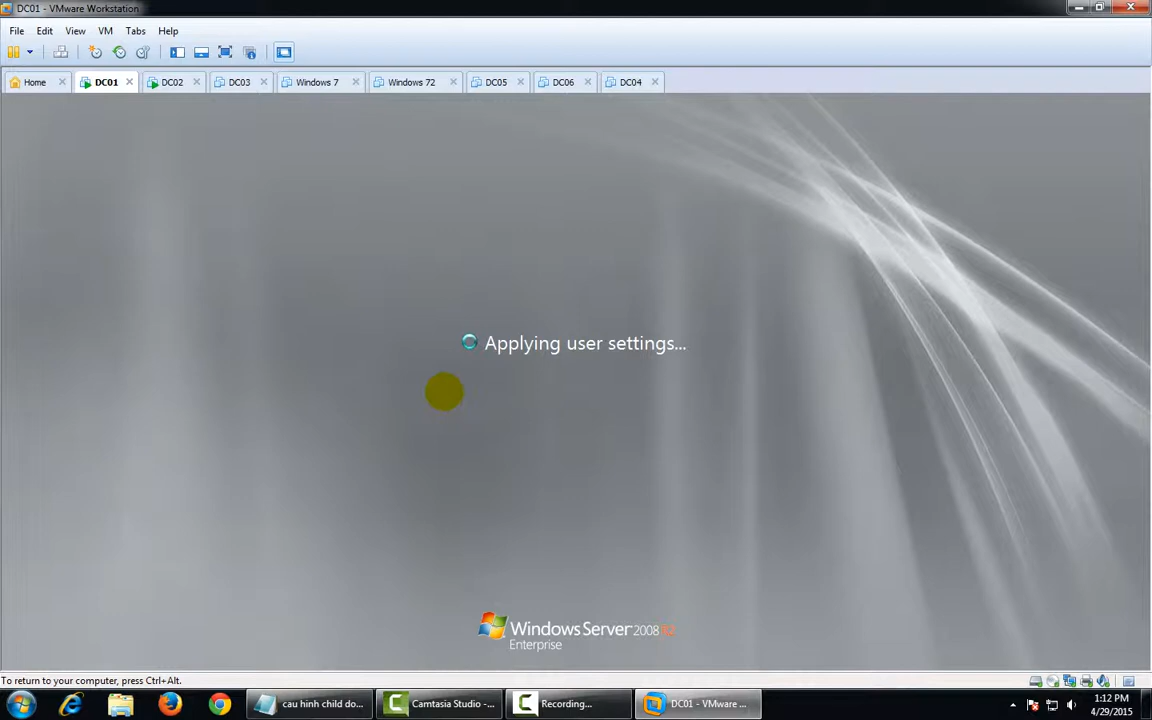 DC01 - VMware Workstation
File Edit View VM Tabs Help
Home DC01 DC02 DC03 Windows 7 Windows 72 DC05 DC06 DC04
Applying user settings...
Windows Server 2008 R2
Enterprise
To return to your computer, press Ctrl+Alt.
cau hinh child do... Camtasia Studio -... Recording... DC01 - VMware ...
1:12 PM
4/29/2015